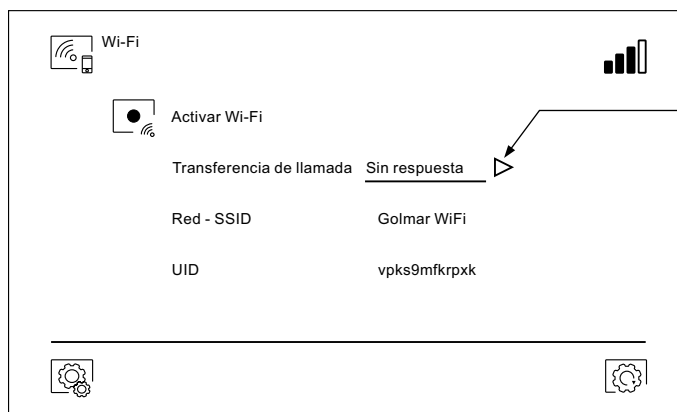 Wi-Fi
Activar Wi-Fi
Transferencia de llamada Sin respuesta
Red - SSID Golmar WiFi
UID vpks9mfkrpxk